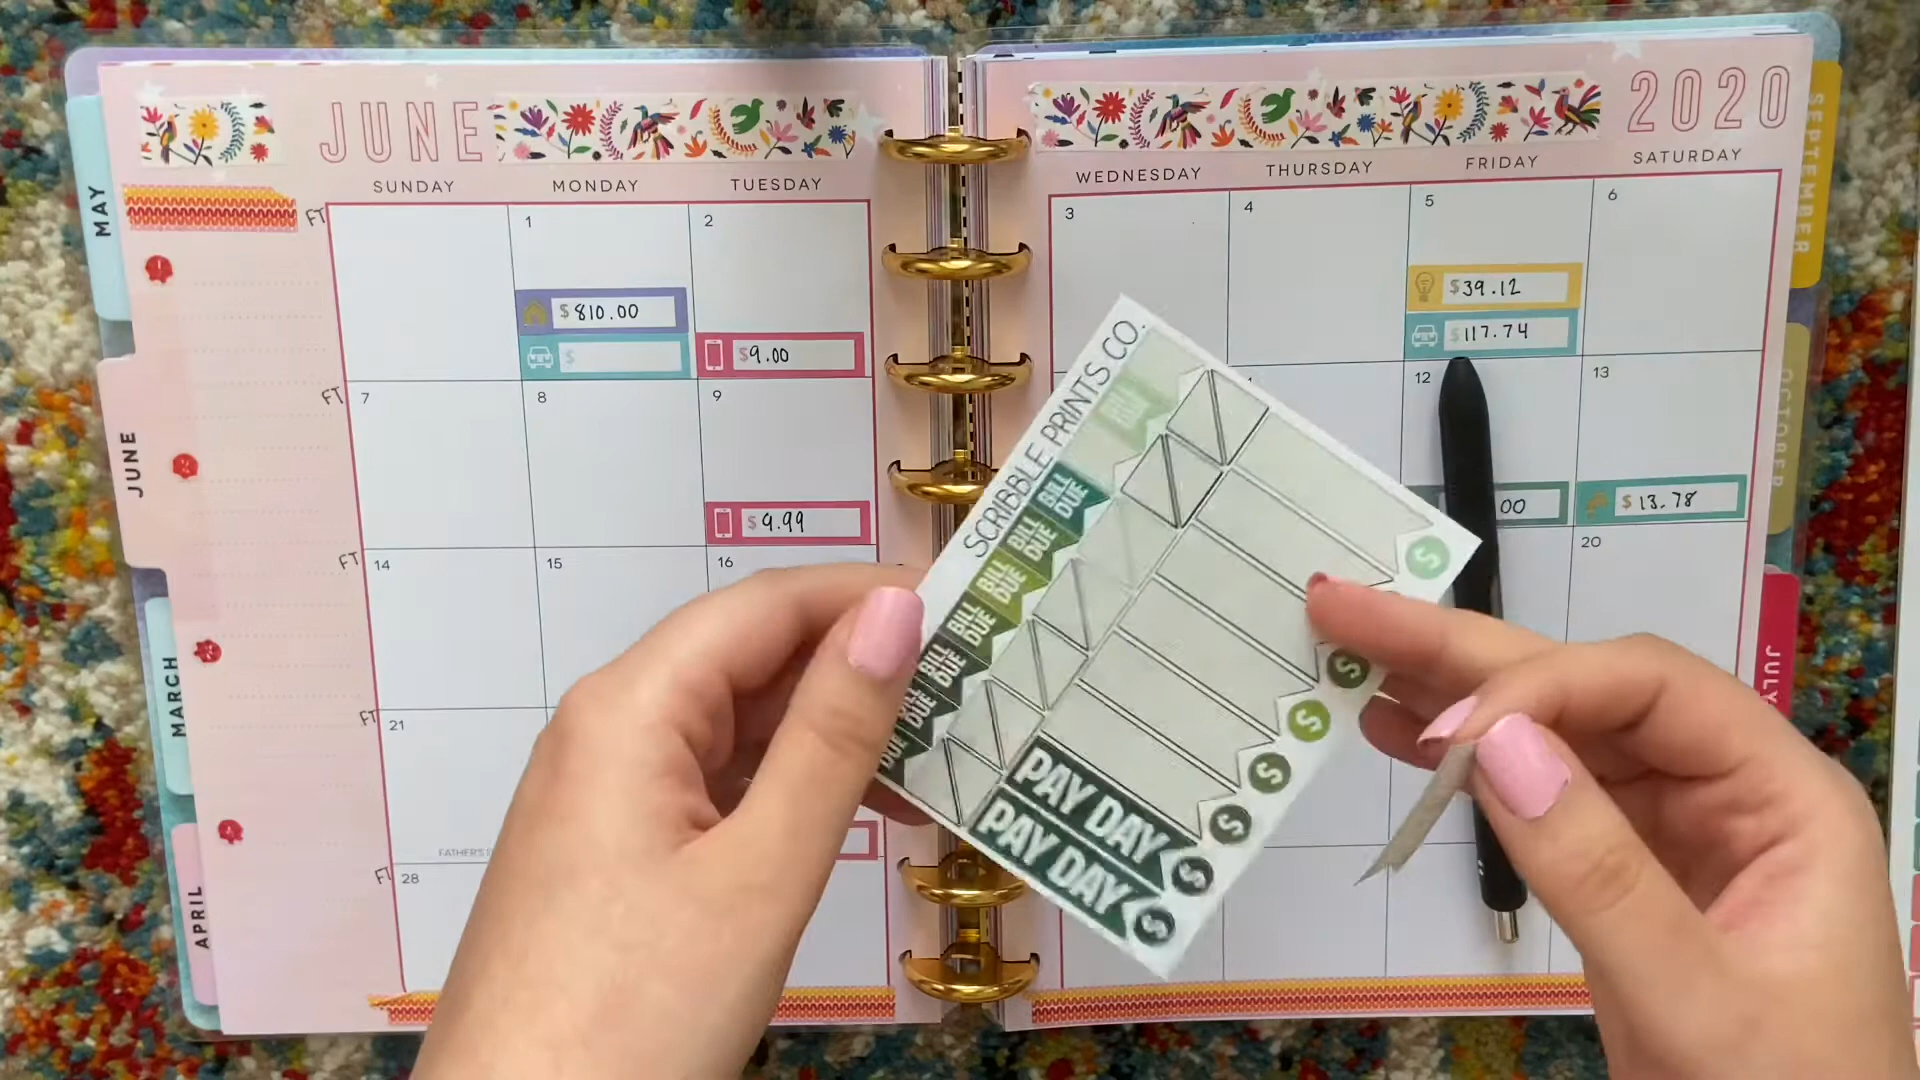 JUNE
2020
SUNDAY MONDAY TUESDAY WEDNESDAY THURSDAY FRIDAY SATURDAY
MAY
JUNE
MARCH
APRIL
SEPTEMBER
OCTOBER
JULY
FT
1 2 3 4 5 6
$ 810.00
$
$9.00
$39.12
$117.74
FT
7 8 9 12 13
$9.99
00
$ 13.78
FT
14 15 16 20
FT
21
FATHER'S
28
SCRIBBLE PRINTS CO.
BILL DUE
BILL DUE
BILL DUE
BILL DUE
BILL DUE
BILL DUE
DUE
PAY DAY
PAY DAY
$
$
$
$
$
$
$